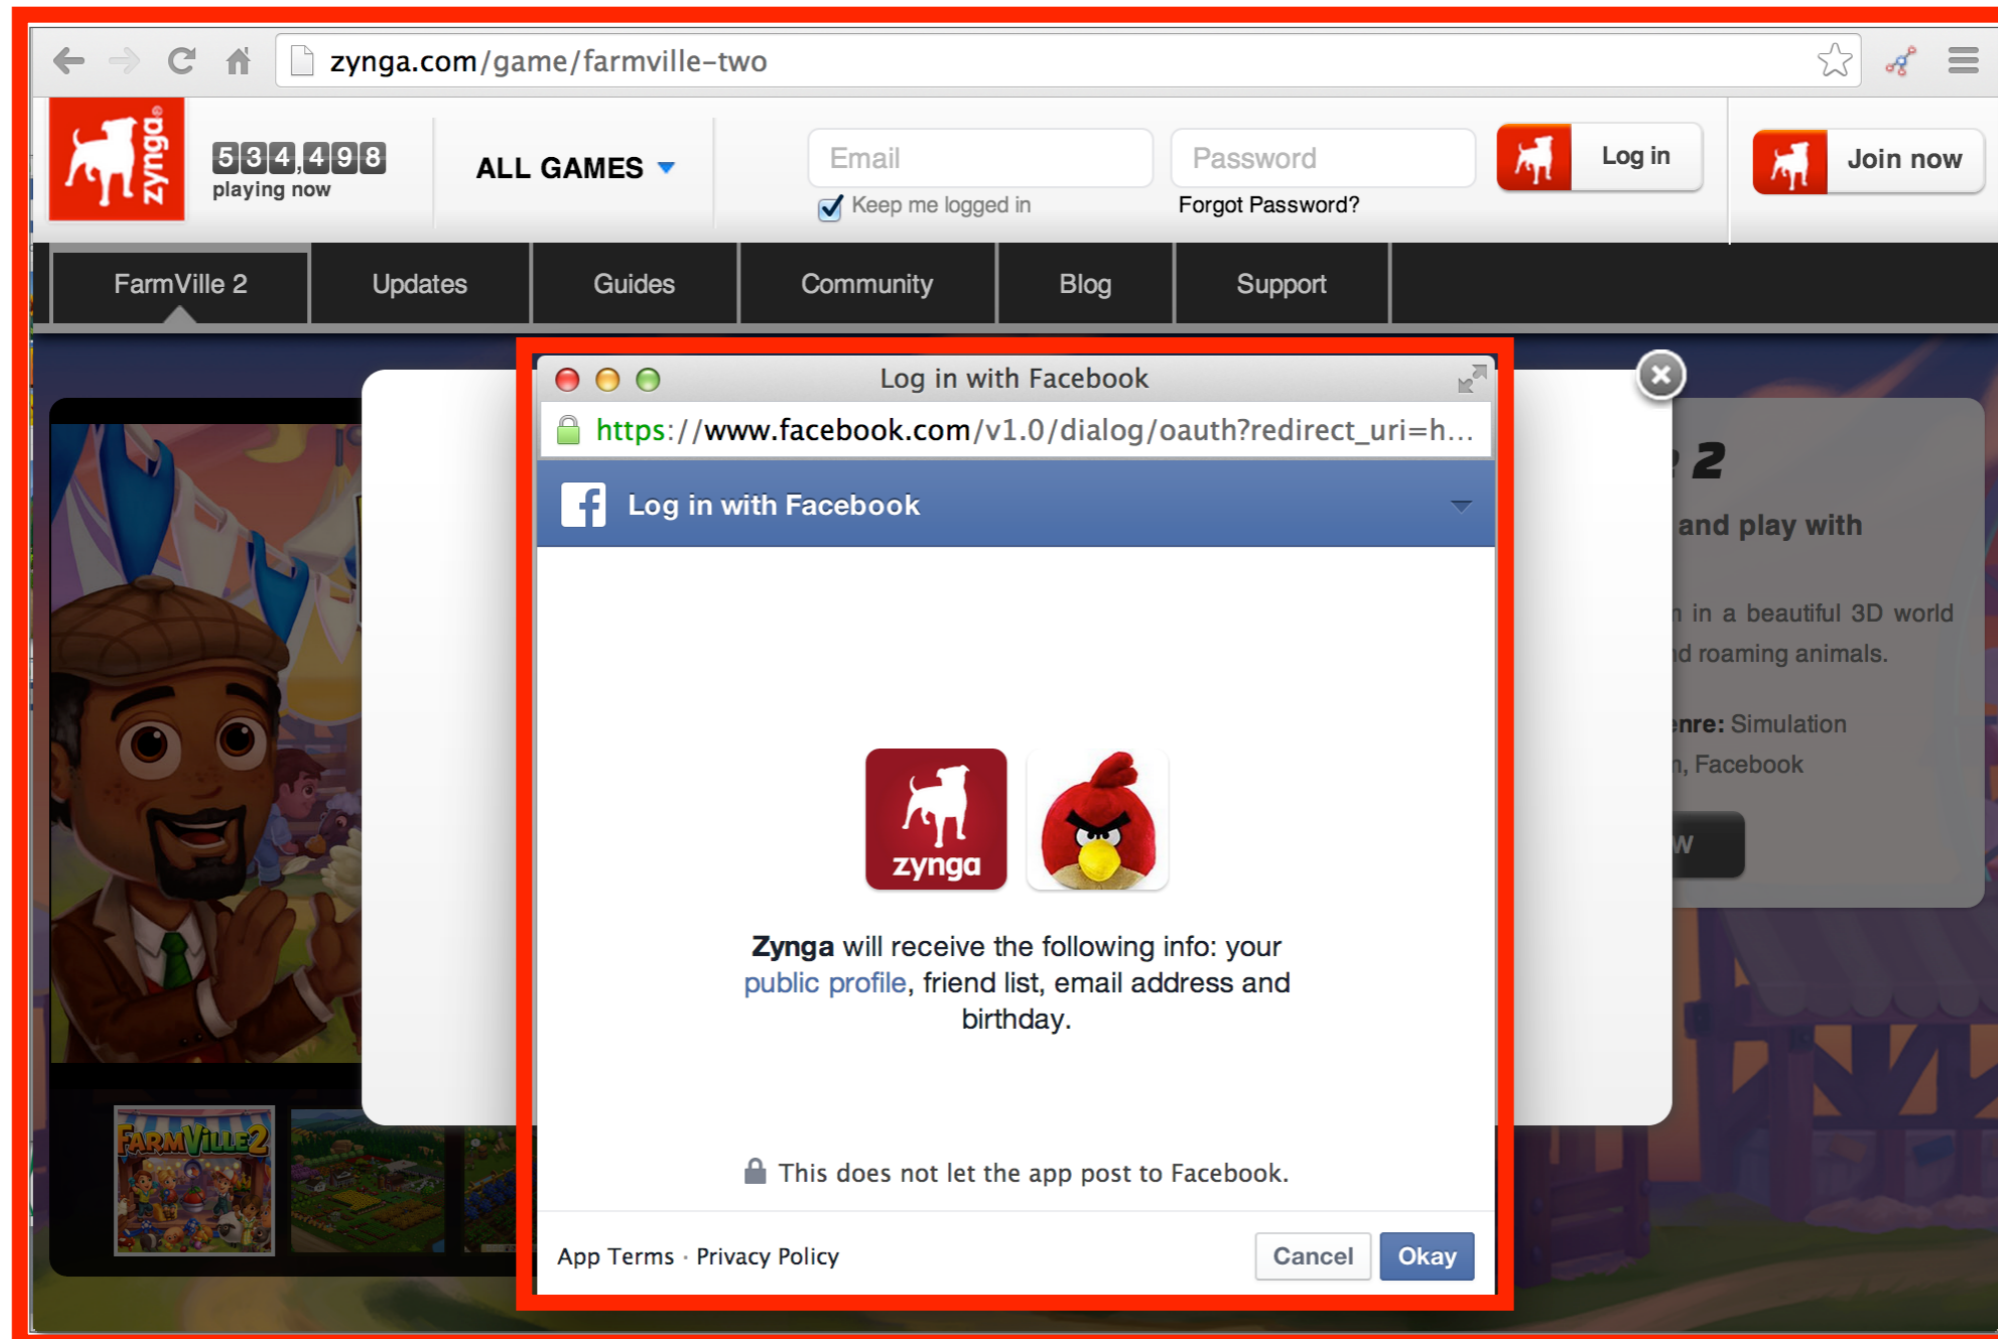 zynga.com/game/farmville-two
zynga®
534,498
playing now
ALL GAMES
Email
Password
Log in
Join now
Keep me logged in
Forgot Password?
FarmVille 2
Updates
Guides
Community
Blog
Support
Log in with Facebook
https://www.facebook.com/v1.0/dialog/oauth?redirect_uri=h...
Log in with Facebook
2
and play with
in a beautiful 3D world
roaming animals.
Simulation
Facebook
zynga
Zynga will receive the following info: your
public profile, friend list, email address and
birthday.
FARMVILLE2
This does not let the app post to Facebook.
App Terms · Privacy Policy
Cancel
Okay